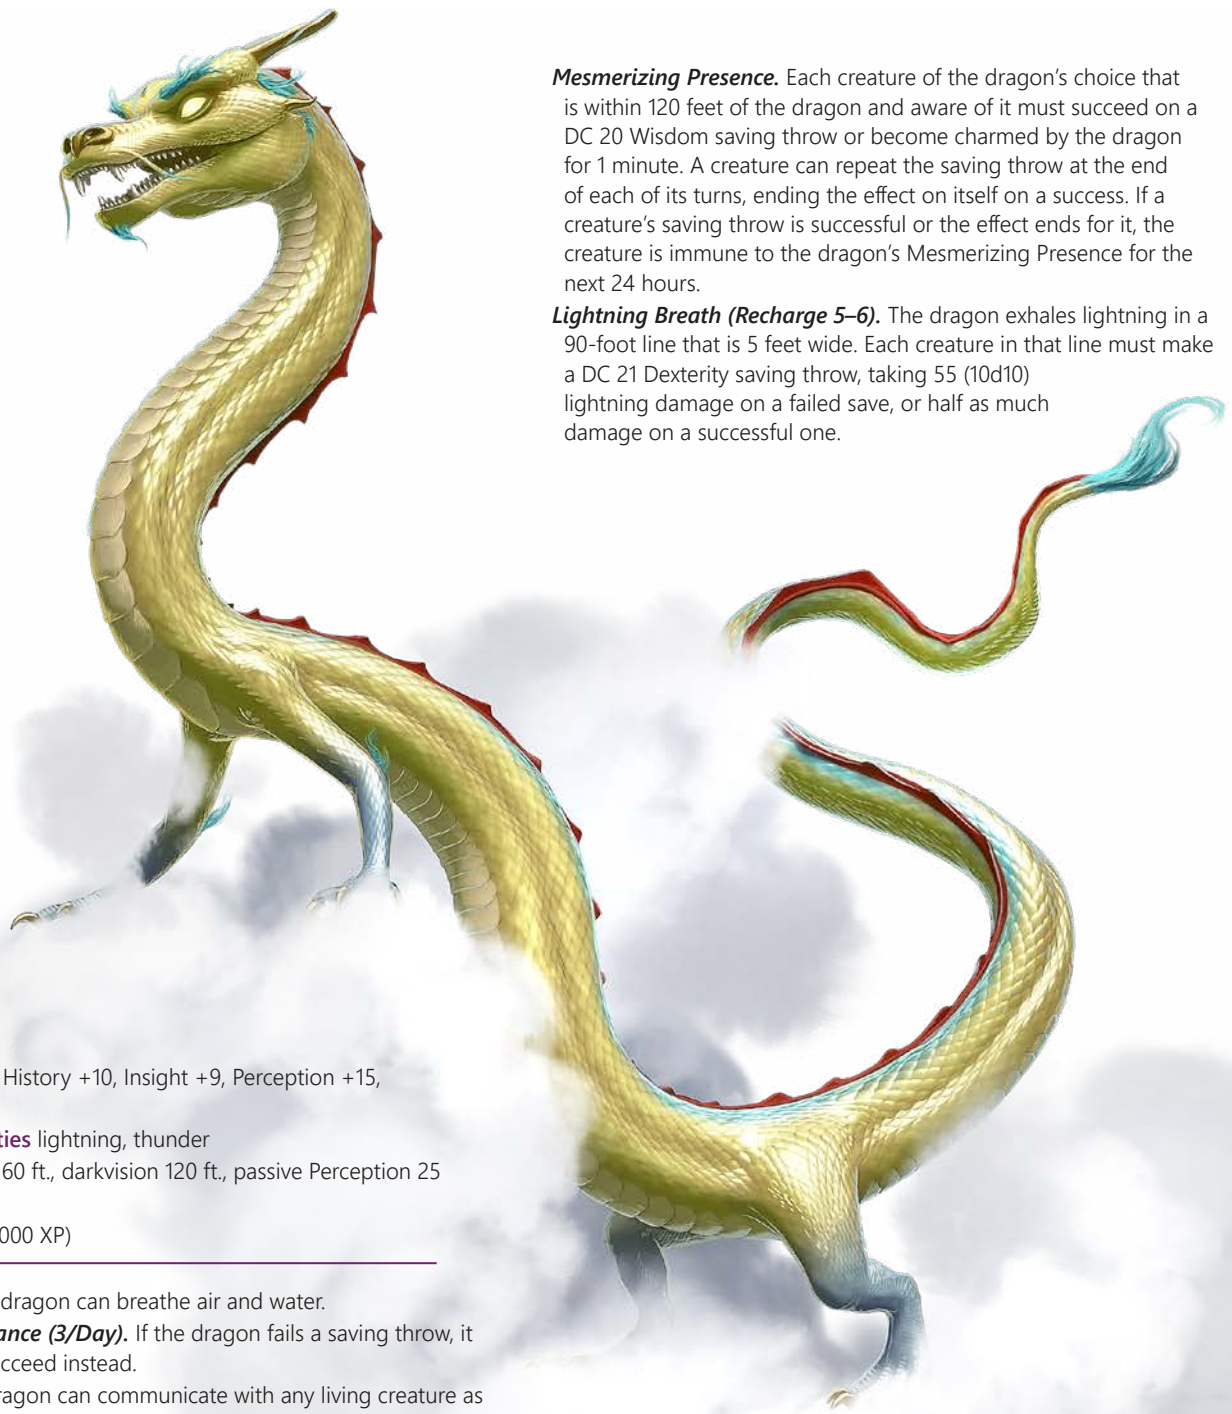 Mesmerizing Presence. Each creature of the dragon’s choice that
is within 120 feet of the dragon and aware of it must succeed on a
DC 20 Wisdom saving throw or become charmed by the dragon
for 1 minute. A creature can repeat the saving throw at the end
of each of its turns, ending the effect on itself on a success. If a
creature’s saving throw is successful or the effect ends for it, the
creature is immune to the dragon’s Mesmerizing Presence for the
next 24 hours.
Lightning Breath (Recharge 5–6). The dragon exhales lightning in a
90-foot line that is 5 feet wide. Each creature in that line must make
a DC 21 Dexterity saving throw, taking 55 (10d10)
lightning damage on a failed save, or half as much
damage on a successful one.
History +10, Insight +9, Perception +15,
ties lightning, thunder
60 ft., darkvision 120 ft., passive Perception 25
000 XP)
dragon can breathe air and water.
ance (3/Day). If the dragon fails a saving throw, it
cceed instead.
ragon can communicate with any living creature as